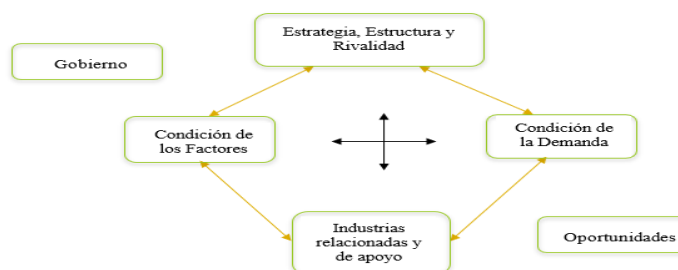 Estrategia, Estructura y
Rivalidad
Gobierno
Condición de
los Factores
Condición de
la Demanda
Industrias
relacionadas y
de apoyo
Oportunidades